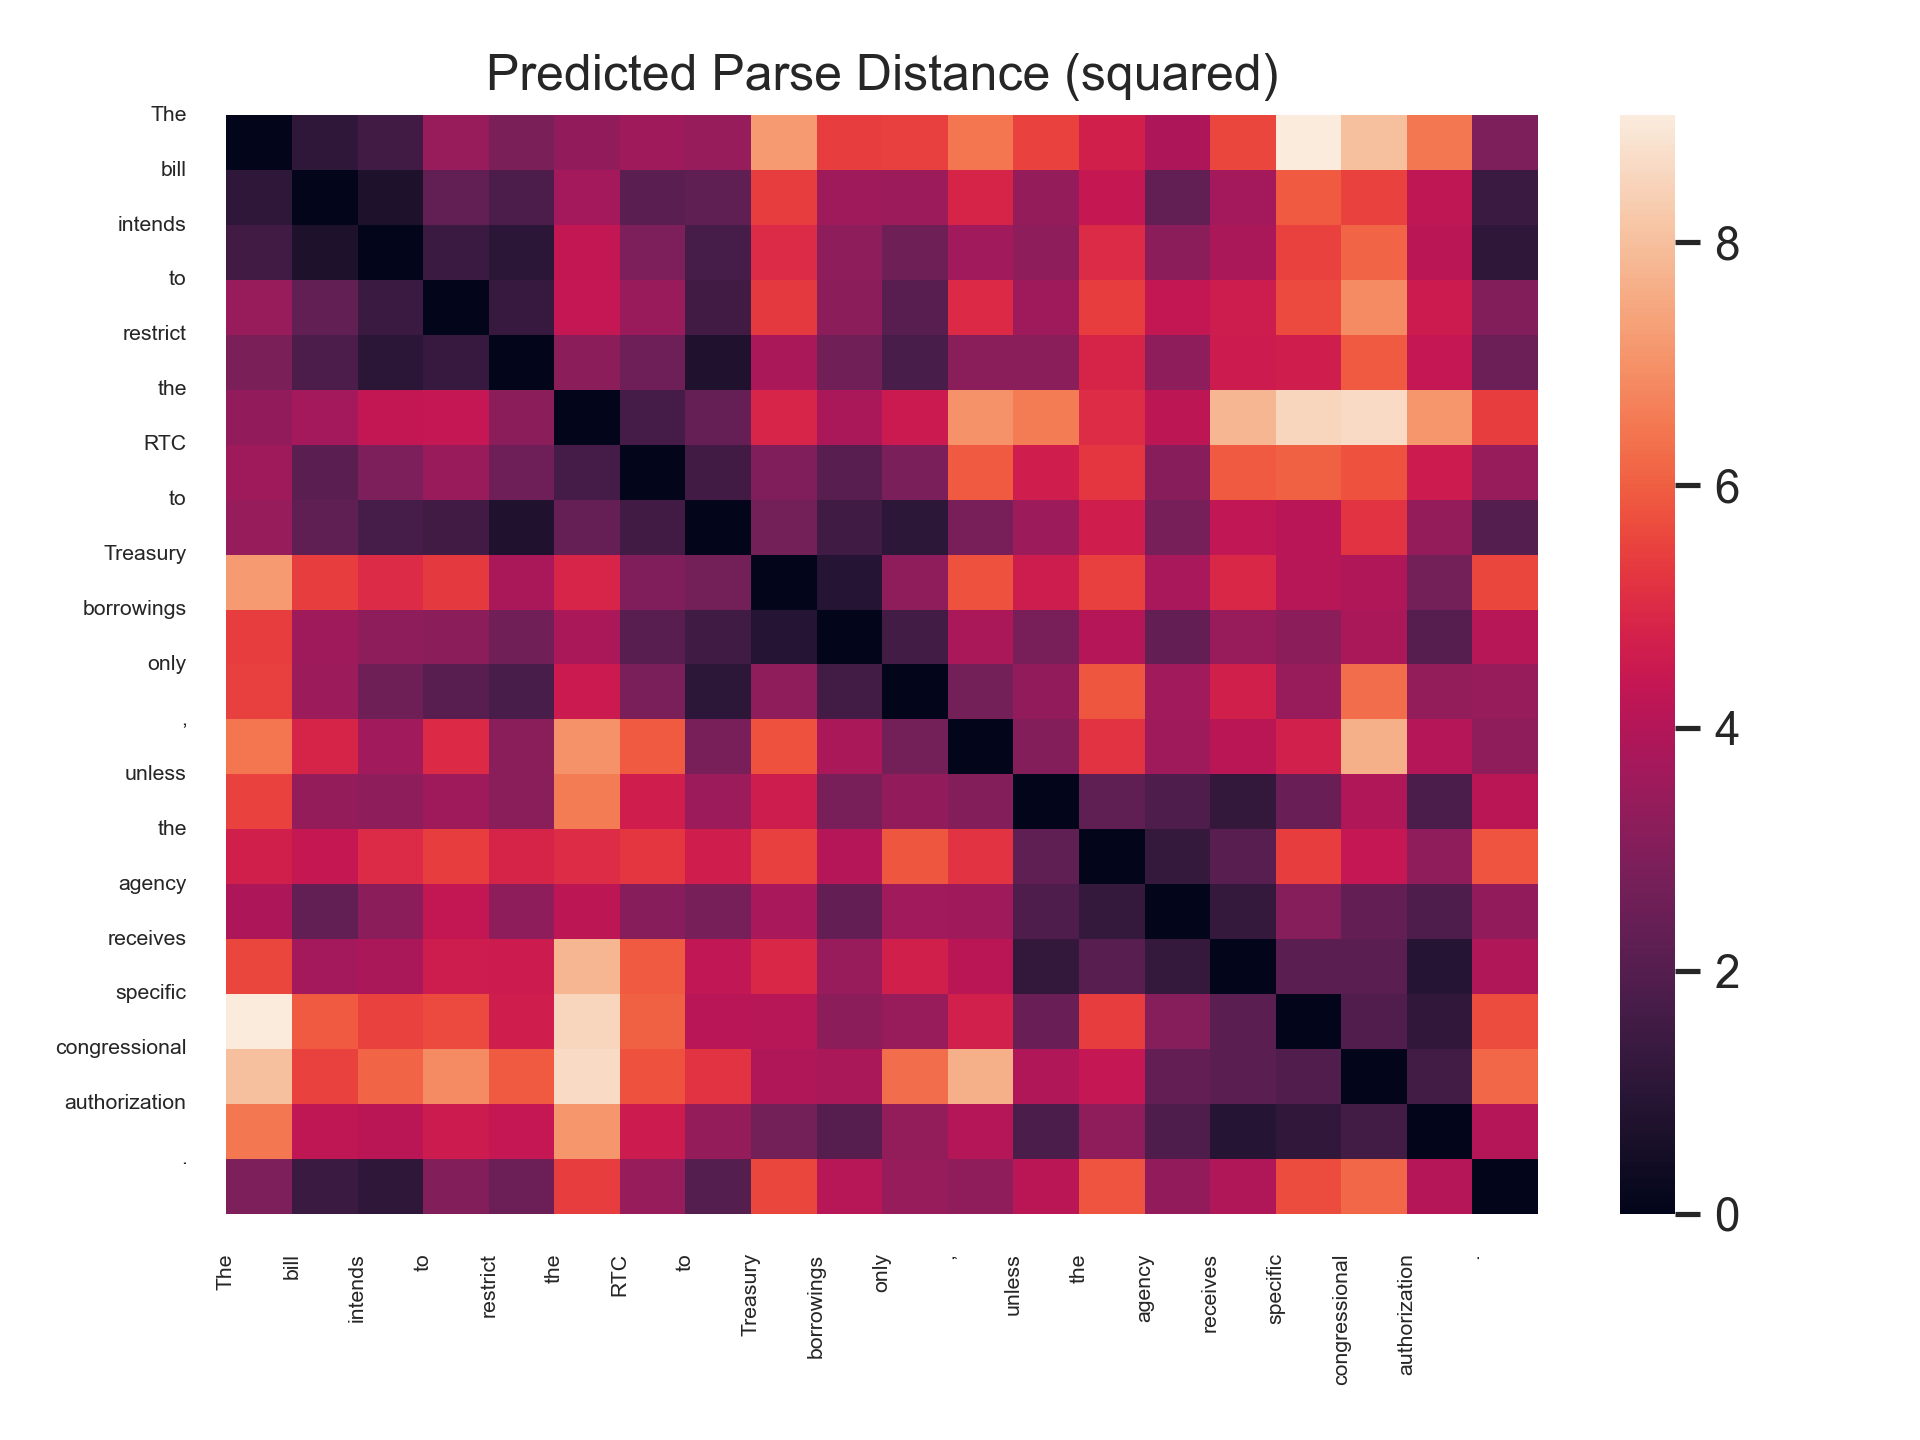 Predicted Parse Distance (squared)
The
bill
intends
to
restrict
the
RTC
to
Treasury
borrowings
only
,
unless
the
agency
receives
specific
congressional
authorization
.
8
6
4
2
0
The
bill
intends
to
restrict
the
RTC
to
Treasury
borrowings
only
,
unless
the
agency
receives
specific
congressional
authorization
.